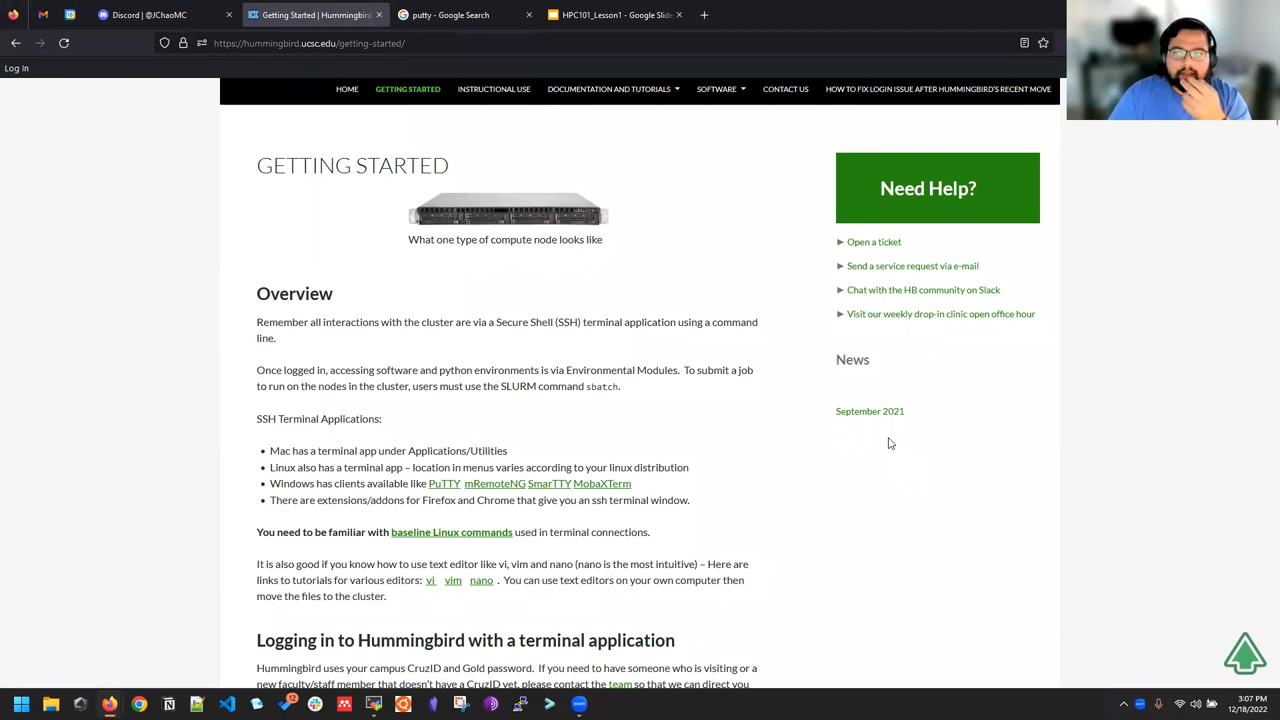 Discord | @JChaoMC
Getting Started | Hummingbird
putty - Google Search
HPC101_Lesson1 - Google Slide
https://hummingbird.ucsc.edu/getting-started/
Log In
HOME GETTING STARTED INSTRUCTIONAL USE DOCUMENTATION AND TUTORIALS SOFTWARE CONTACT US HOW TO FIX LOGIN ISSUE AFTER HUMMINGBIRD'S RECENT MOVE
GETTING STARTED
What one type of compute node looks like
Overview
Remember all interactions with the cluster are via a Secure Shell (SSH) terminal application using a command
line.
Once logged in, accessing software and python environments is via Environmental Modules. To submit a job
to run on the nodes in the cluster, users must use the SLURM command sbatch.
SSH Terminal Applications:
• Mac has a terminal app under Applications/Utilities
• Linux also has a terminal app – location in menus varies according to your linux distribution
• Windows has clients available like PuTTY mRemoteNG SmarTTY MobaXTerm
• There are extensions/addons for Firefox and Chrome that give you an ssh terminal window.
You need to be familiar with baseline Linux commands used in terminal connections.
It is also good if you know how to use text editor like vi, vim and nano (nano is the most intuitive) – Here are
links to tutorials for various editors: vi vim nano . You can use text editors on your own computer then
move the files to the cluster.
Logging in to Hummingbird with a terminal application
Hummingbird uses your campus CruzID and Gold password. If you need to have someone who is visiting or a
new faculty/staff member that doesn't have a CruzID yet, please contact the team so that we can direct you
Need Help?
Open a ticket
Send a service request via e-mail
Chat with the HB community on Slack
Visit our weekly drop-in clinic open office hour
News
September 2021
12
3:07 PM
12/18/2022